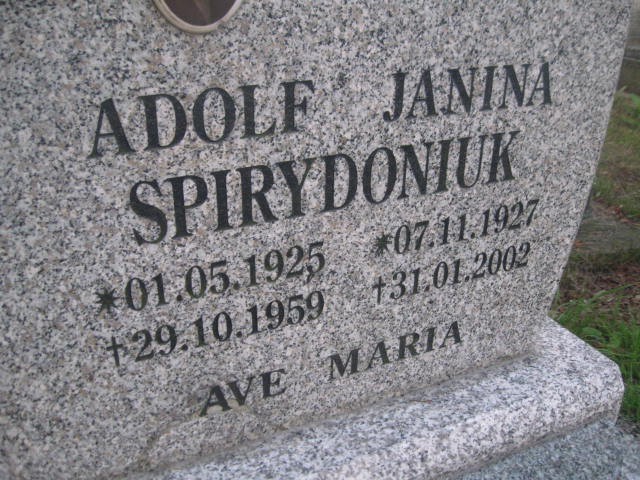 ADOLF JANINA
SPIRYDONIUK
*01.05.1925 *07.11.1927
†29.10.1959 †31.01.2002
AVE MARIA